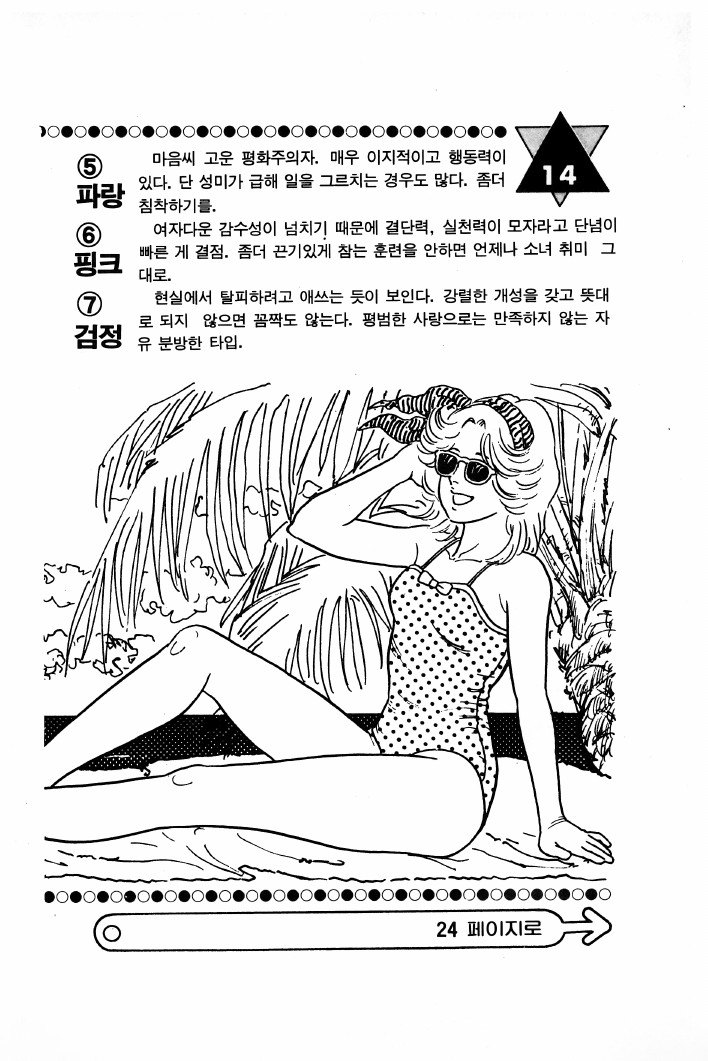 14
⑤
파랑
마음씨 고운 평화주의자. 매우 이지적이고 행동력이
있다. 단 성미가 급해 일을 그르치는 경우도 많다. 좀더
침착하기를.
⑥
핑크
여자다운 감수성이 넘치기 때문에 결단력, 실천력이 모자라고 단념이
빠른 게 결점. 좀더 끈기있게 참는 훈련을 안하면 언제나 소녀 취미 그
대로.
⑦
검정
현실에서 탈피하려고 애쓰는 듯이 보인다. 강렬한 개성을 갖고 뜻대
로 되지 않으면 꼼짝도 않는다. 평범한 사랑으로는 만족하지 않는 자
유 분방한 타입.
24 페이지로